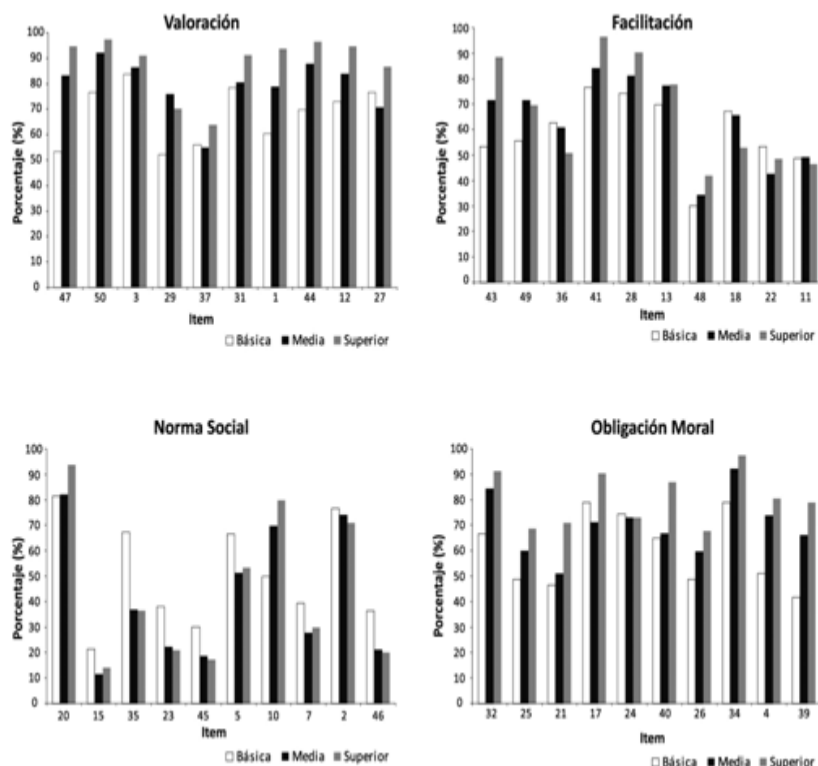 Valoración
Porcentaje (%)
100
90
80
70
60
50
40
30
20
10
0
47 50 3 29 37 31 1 44 12 27
Item
Básica Media Superior
Facilitación
Porcentaje (%)
100
90
80
70
60
50
40
30
20
10
0
43 49 36 41 28 13 48 18 22 11
Item
Básica Media Superior
Norma Social
Porcentaje (%)
100
90
80
70
60
50
40
30
20
10
0
20 15 35 23 45 5 10 7 2 46
Item
Básica Media Superior
Obligación Moral
Porcentaje (%)
100
90
80
70
60
50
40
30
20
10
0
32 25 21 17 24 40 26 34 4 39
Item
Básica Media Superior